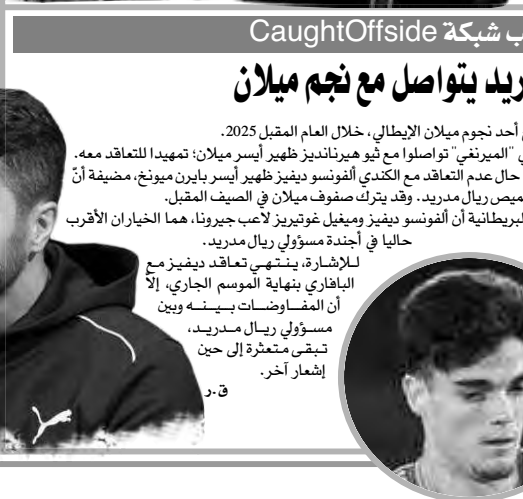 ب شبكة CaughtOffside
ريد يتواصل مع نجم ميلان
أحد نجوم ميلان الإيطالي، خلال العام المقبل 2025.
ي "الميرنغي" تواصلوا مع ثيو هيرنانديز ظهير أيسر ميلان؛ تمهيدا للتعاقد معه.
حال عدم التعاقد مع الكندي ألفونسو ديفيز ظهير أيسر بايرن ميونخ، مضيفة أنّ
ميص ريال مدريد. وقد يترك صفوف ميلان في الصيف المقبل.
لبريطانية أن ألفونسو ديفيز وميغيل غوتيريز لاعب جيرونا، هما الخياران الأقرب
حاليا في أجندة مسؤولي ريال مدريد.
للإشارة، ينتهي تعاقد ديفيز مع
البافاري بنهاية الموسم الجاري، إلاّ
أن المفاوضات بينه وبين
مسؤولي ريال مدريد،
تبقى متعثرة إلى حين
إشعار آخر.
ق.ر